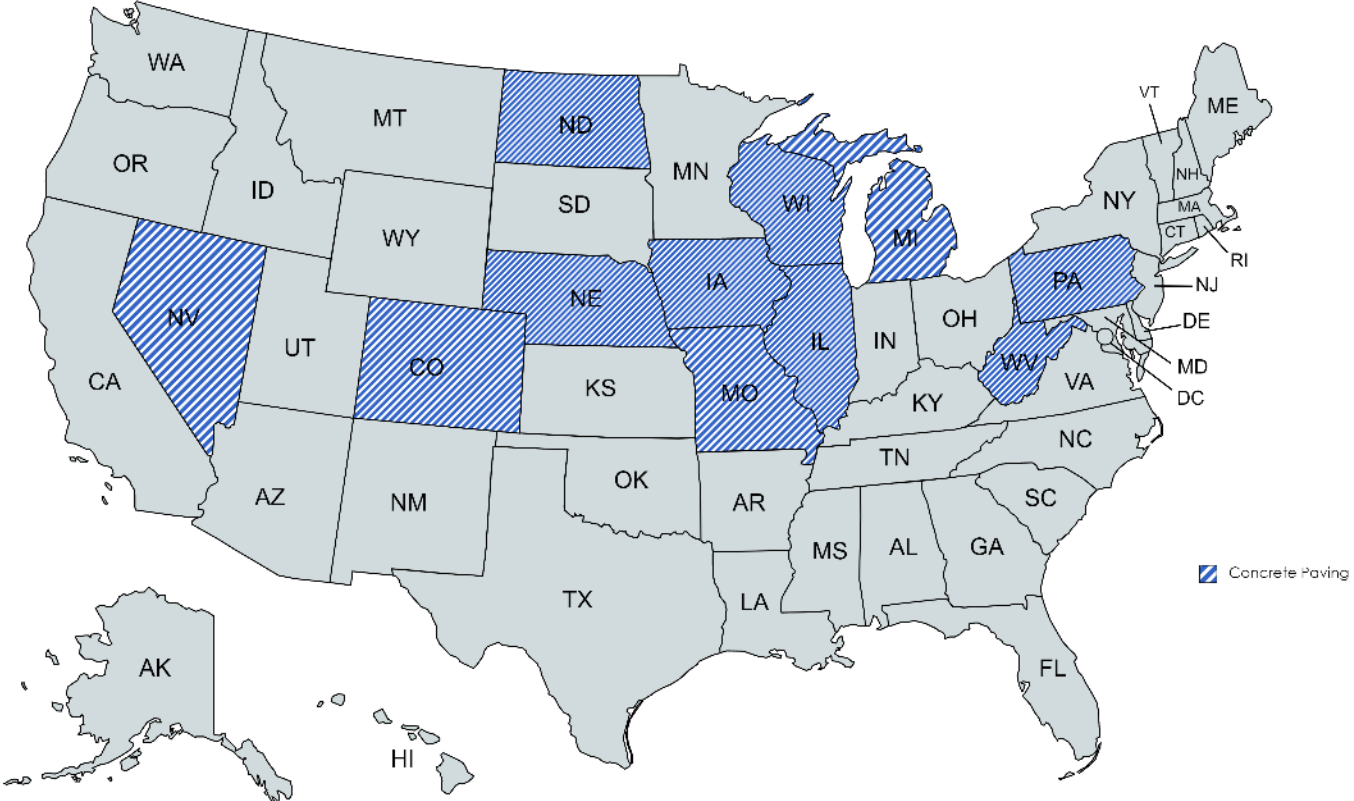 WA
MT
ND
MN
VT
ME
OR
ID
SD
WI
NH
NY
MA
WY
MI
CT
RI
NV
NE
IA
PA
NJ
UT
CO
IL
IN
OH
DE
CA
KS
MO
WV
VA
MD
KY
DC
AZ
NM
OK
AR
TN
NC
SC
MS
AL
GA
TX
LA
Concrete Paving
AK
FL
HI